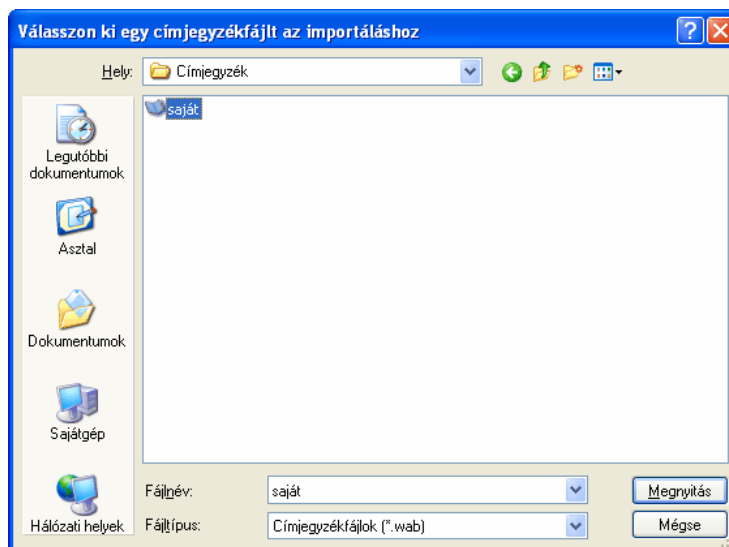 Válasszon ki egy címjegyzékfájlt az importáláshoz
Hely:
Címjegyzék
saját
Legutóbbi
dokumentumok
Asztal
Dokumentumok
Sajátgép
Hálózati helyek
Fájlnév:
saját
Megnyitás
Fájltípus:
Címjegyzékfájlok (*.wab)
Mégse